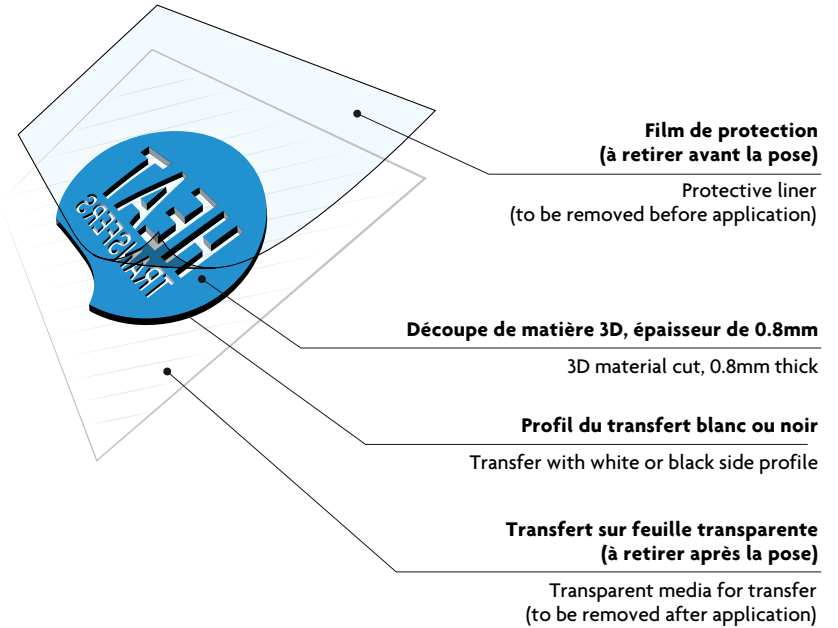 HEAT
TRANSFERS
Film de protection
(à retirer avant la pose)
Protective liner
(to be removed before application)
Découpe de matière 3D, épaisseur de 0.8mm
3D material cut, 0.8mm thick
Profil du transfert blanc ou noir
Transfer with white or black side profile
Transfert sur feuille transparente
(à retirer après la pose)
Transparent media for transfer
(to be removed after application)